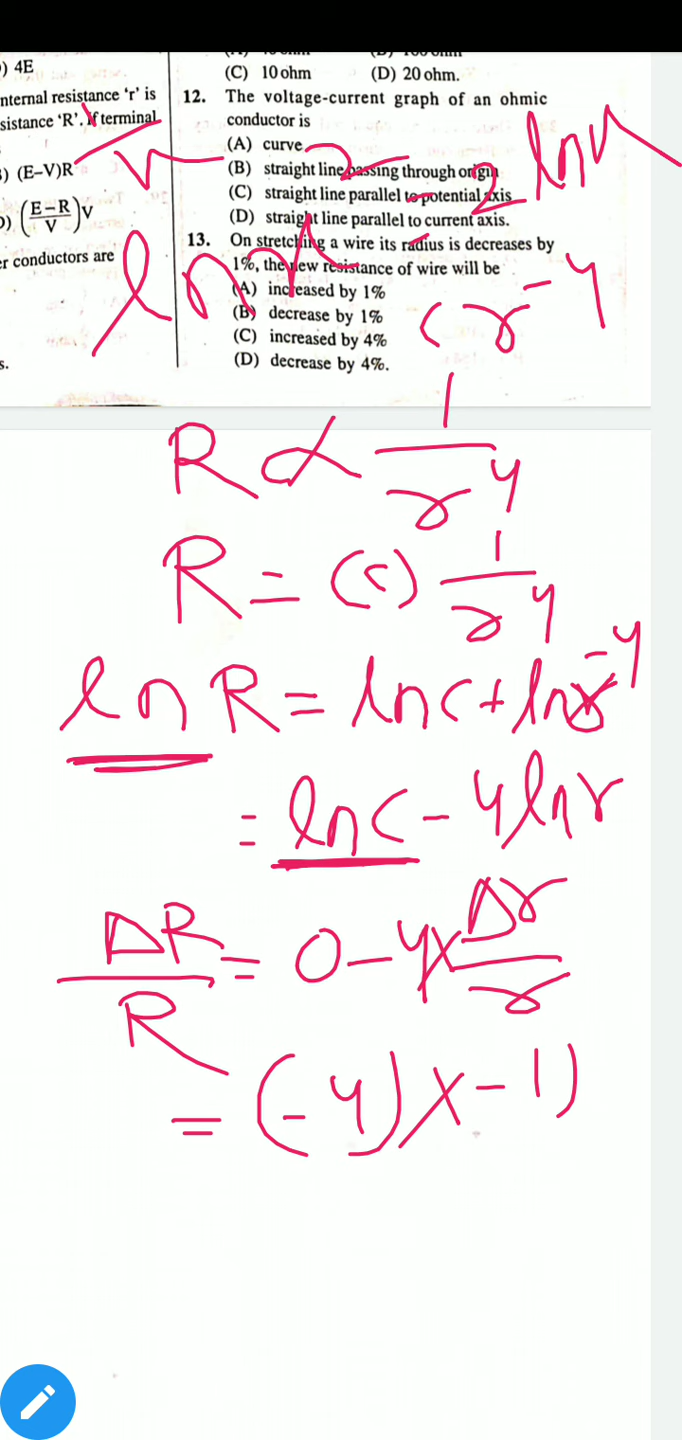 ) 4E
nternal resistance ‘r’ is
sistance ‘R’. If terminal
) (E–V)R
) (E–R/V)V
er conductors are
s.
(C) 10 ohm (D) 20 ohm.
12. The voltage-current graph of an ohmic
conductor is
(A) curve
(B) straight line passing through origin
(C) straight line parallel to potential axis
(D) straight line parallel to current axis.
13. On stretching a wire its radius is decreases by
1%, the new resistance of wire will be
(A) increased by 1%
(B) decrease by 1%
(C) increased by 4%
(D) decrease by 4%.
R ∝ 1/r^4
R = (c) 1/r^4
ln R = ln c + ln r^-4
= ln c - 4 ln r
ΔR/R = 0 - 4 × Δr/r
= (-4) × -1)